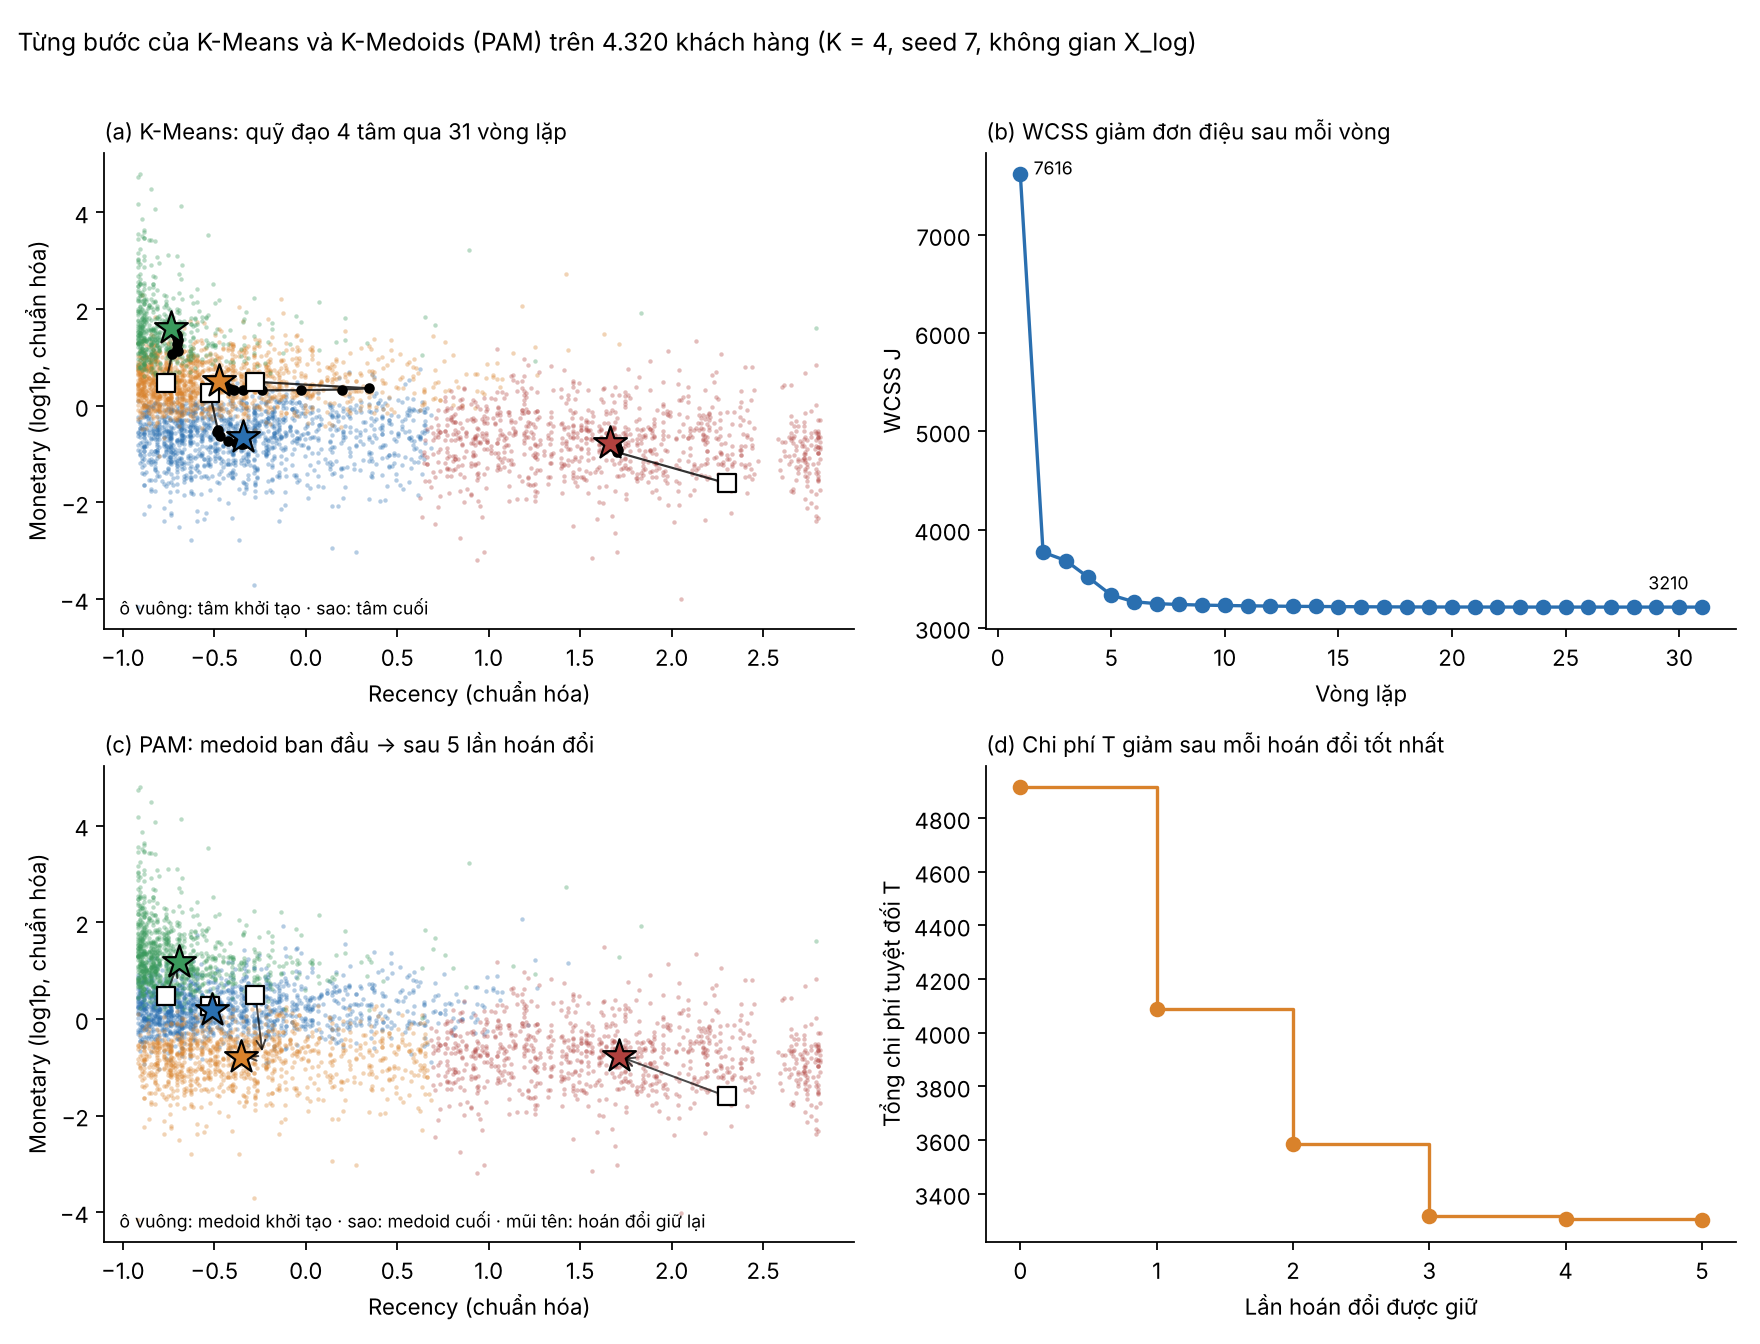 Từng bước của K-Means và K-Medoids (PAM) trên 4.320 khách hàng (K = 4, seed 7, không gian X_log)
(a) K-Means: quỹ đạo 4 tâm qua 31 vòng lặp
Monetary (log1p, chuẩn hóa)
4
2
0
−2
−4
ô vuông: tâm khởi tạo · sao: tâm cuối
−1.0 −0.5 0.0 0.5 1.0 1.5 2.0 2.5
Recency (chuẩn hóa)
(b) WCSS giảm đơn điệu sau mỗi vòng
WCSS J
7616
7000
6000
5000
4000
3210
3000
0 5 10 15 20 25 30
Vòng lặp
(c) PAM: medoid ban đầu → sau 5 lần hoán đổi
Monetary (log1p, chuẩn hóa)
4
2
0
−2
−4
ô vuông: medoid khởi tạo · sao: medoid cuối · mũi tên: hoán đổi giữ lại
−1.0 −0.5 0.0 0.5 1.0 1.5 2.0 2.5
Recency (chuẩn hóa)
(d) Chi phí T giảm sau mỗi hoán đổi tốt nhất
Tổng chi phí tuyệt đối T
4800
4600
4400
4200
4000
3800
3600
3400
0 1 2 3 4 5
Lần hoán đổi được giữ